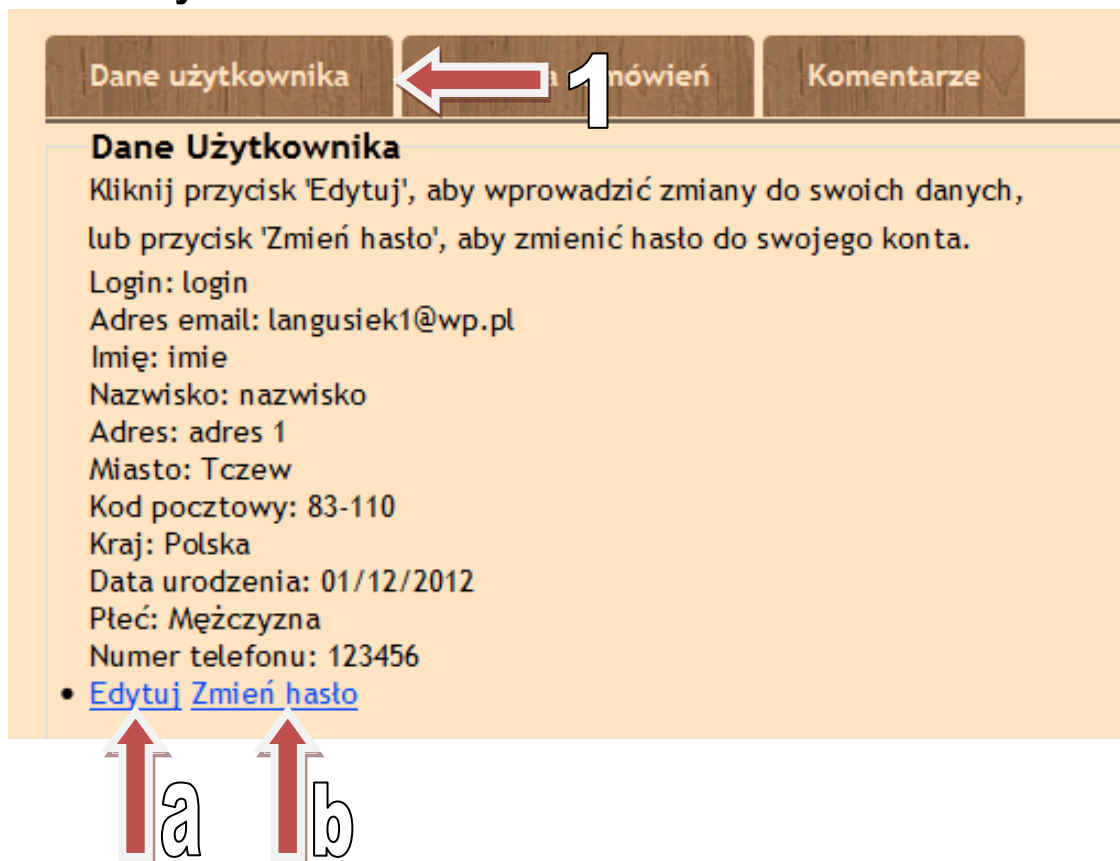 Dane użytkownika
1
mówień
Komentarze
Dane Użytkownika
Kliknij przycisk 'Edytuj', aby wprowadzić zmiany do swoich danych,
lub przycisk 'Zmień hasło', aby zmienić hasło do swojego konta.
Login: login
Adres email: langusiek1@wp.pl
Imię: imie
Nazwisko: nazwisko
Adres: adres 1
Miasto: Tczew
Kod pocztowy: 83-110
Kraj: Polska
Data urodzenia: 01/12/2012
Płeć: Mężczyzna
Numer telefonu: 123456
• Edytuj Zmień hasło
a b